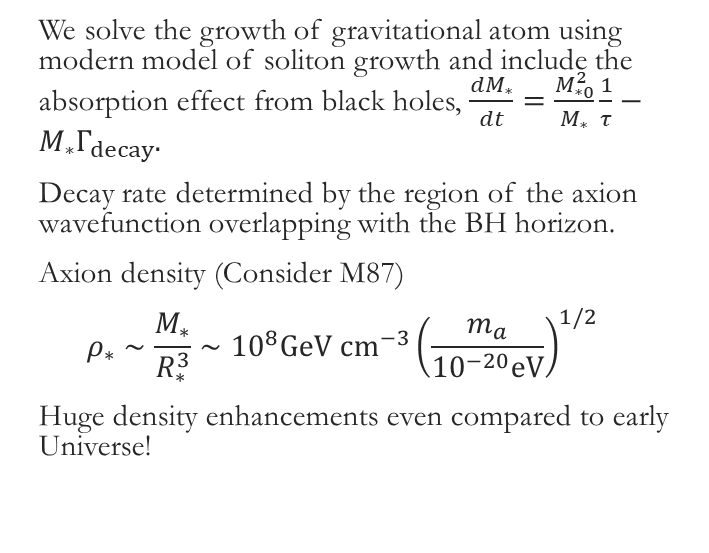 We solve the growth of gravitational atom using
modern model of soliton growth and include the
absorption effect from black holes, $\frac{dM_*}{dt} = \frac{M_{*0}^2}{M_*} \frac{1}{\tau} -$
$M_* \Gamma_{\text{decay}}$.
Decay rate determined by the region of the axion
wavefunction overlapping with the BH horizon.
Axion density (Consider M87)
$\rho_* \sim \frac{M_*}{R_*^3} \sim 10^8 \text{GeV cm}^{-3} \left( \frac{m_a}{10^{-20} \text{eV}} \right)^{1/2}$
Huge density enhancements even compared to early
Universe!